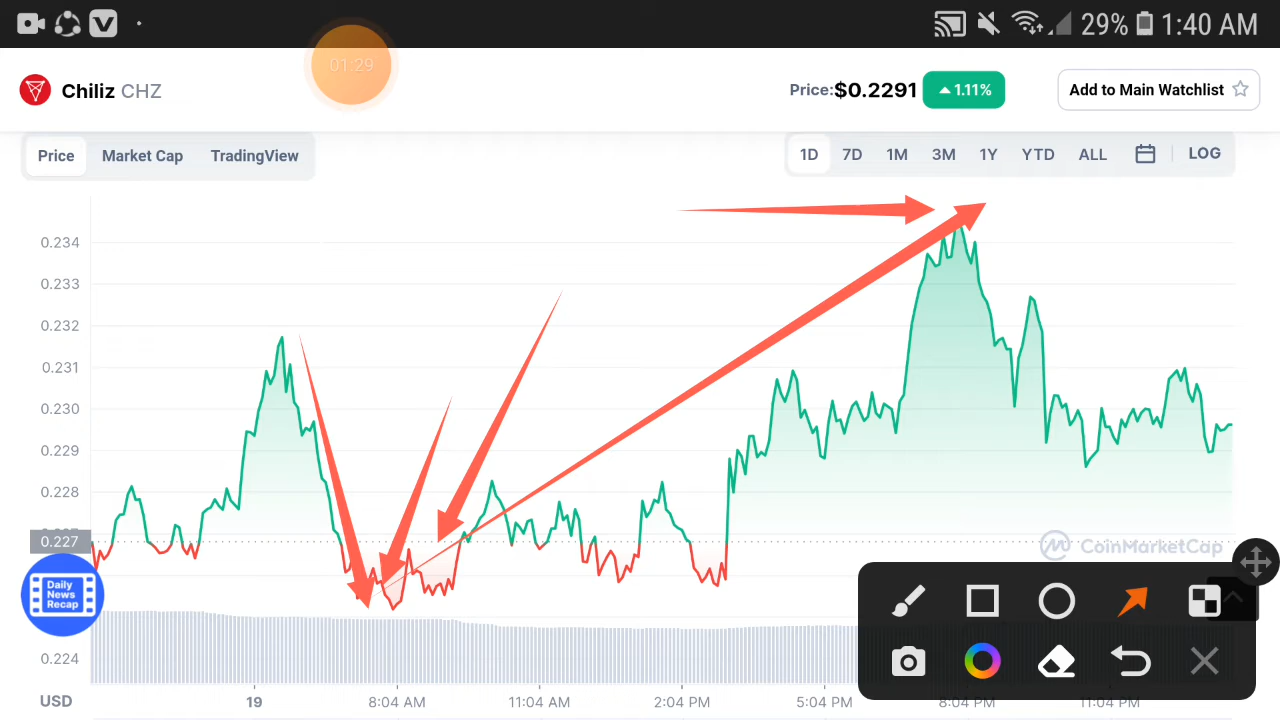 29% 1:40 AM
01:29
Chiliz CHZ
Price:$0.2291 1.11%
Add to Main Watchlist
Price Market Cap TradingView
1D 7D 1M 3M 1Y YTD ALL LOG
0.234
0.233
0.232
0.231
0.230
0.229
0.228
0.227
CoinMarketCap
Daily
News
Recap
0.224
USD 19 8:04 AM 11:04 AM 2:04 PM 5:04 PM 8:04 PM 11:04 PM